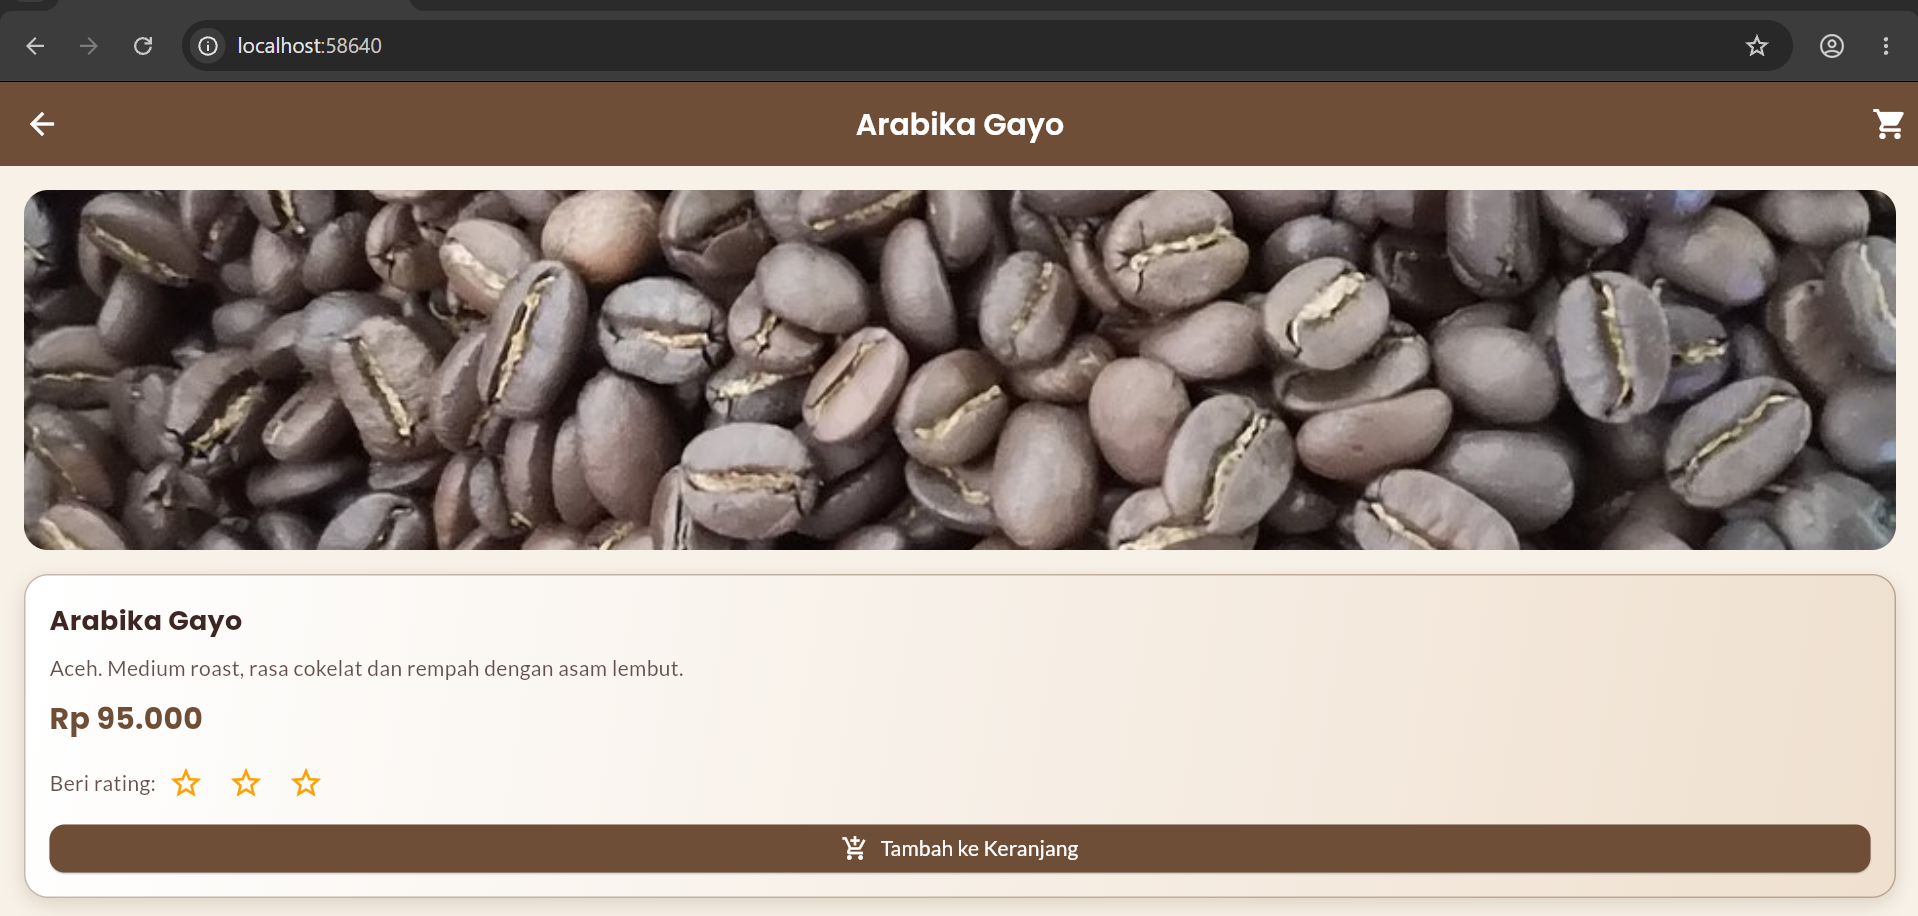 localhost:58640
Arabika Gayo
Arabika Gayo
Aceh. Medium roast, rasa cokelat dan rempah dengan asam lembut.
Rp 95.000
Beri rating:
Tambah ke Keranjang